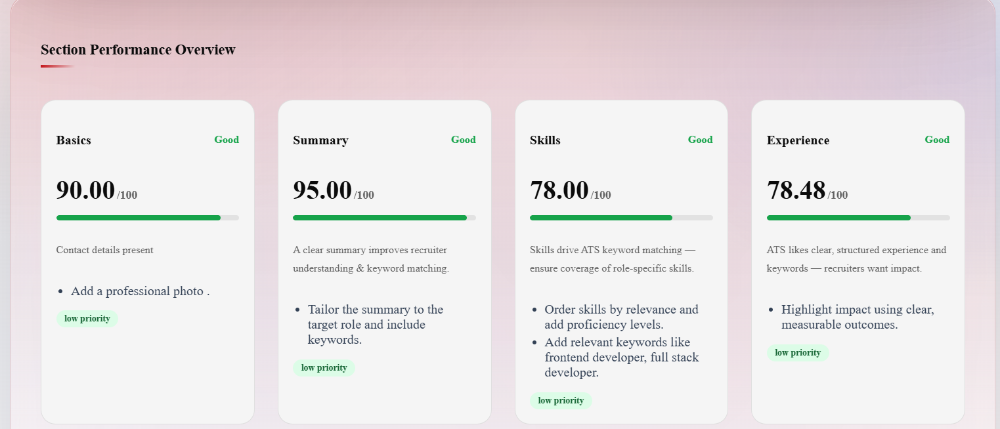 Section Performance Overview
Basics
Good
90.00/100
Contact details present
Add a professional photo .
low priority
Summary
Good
95.00/100
A clear summary improves recruiter
understanding & keyword matching.
Tailor the summary to the
target role and include
keywords.
low priority
Skills
Good
78.00/100
Skills drive ATS keyword matching —
ensure coverage of role-specific skills.
Order skills by relevance and
add proficiency levels.
Add relevant keywords like
frontend developer, full stack
developer.
low priority
Experience
Good
78.48/100
ATS likes clear, structured experience and
keywords — recruiters want impact.
Highlight impact using clear,
measurable outcomes.
low priority